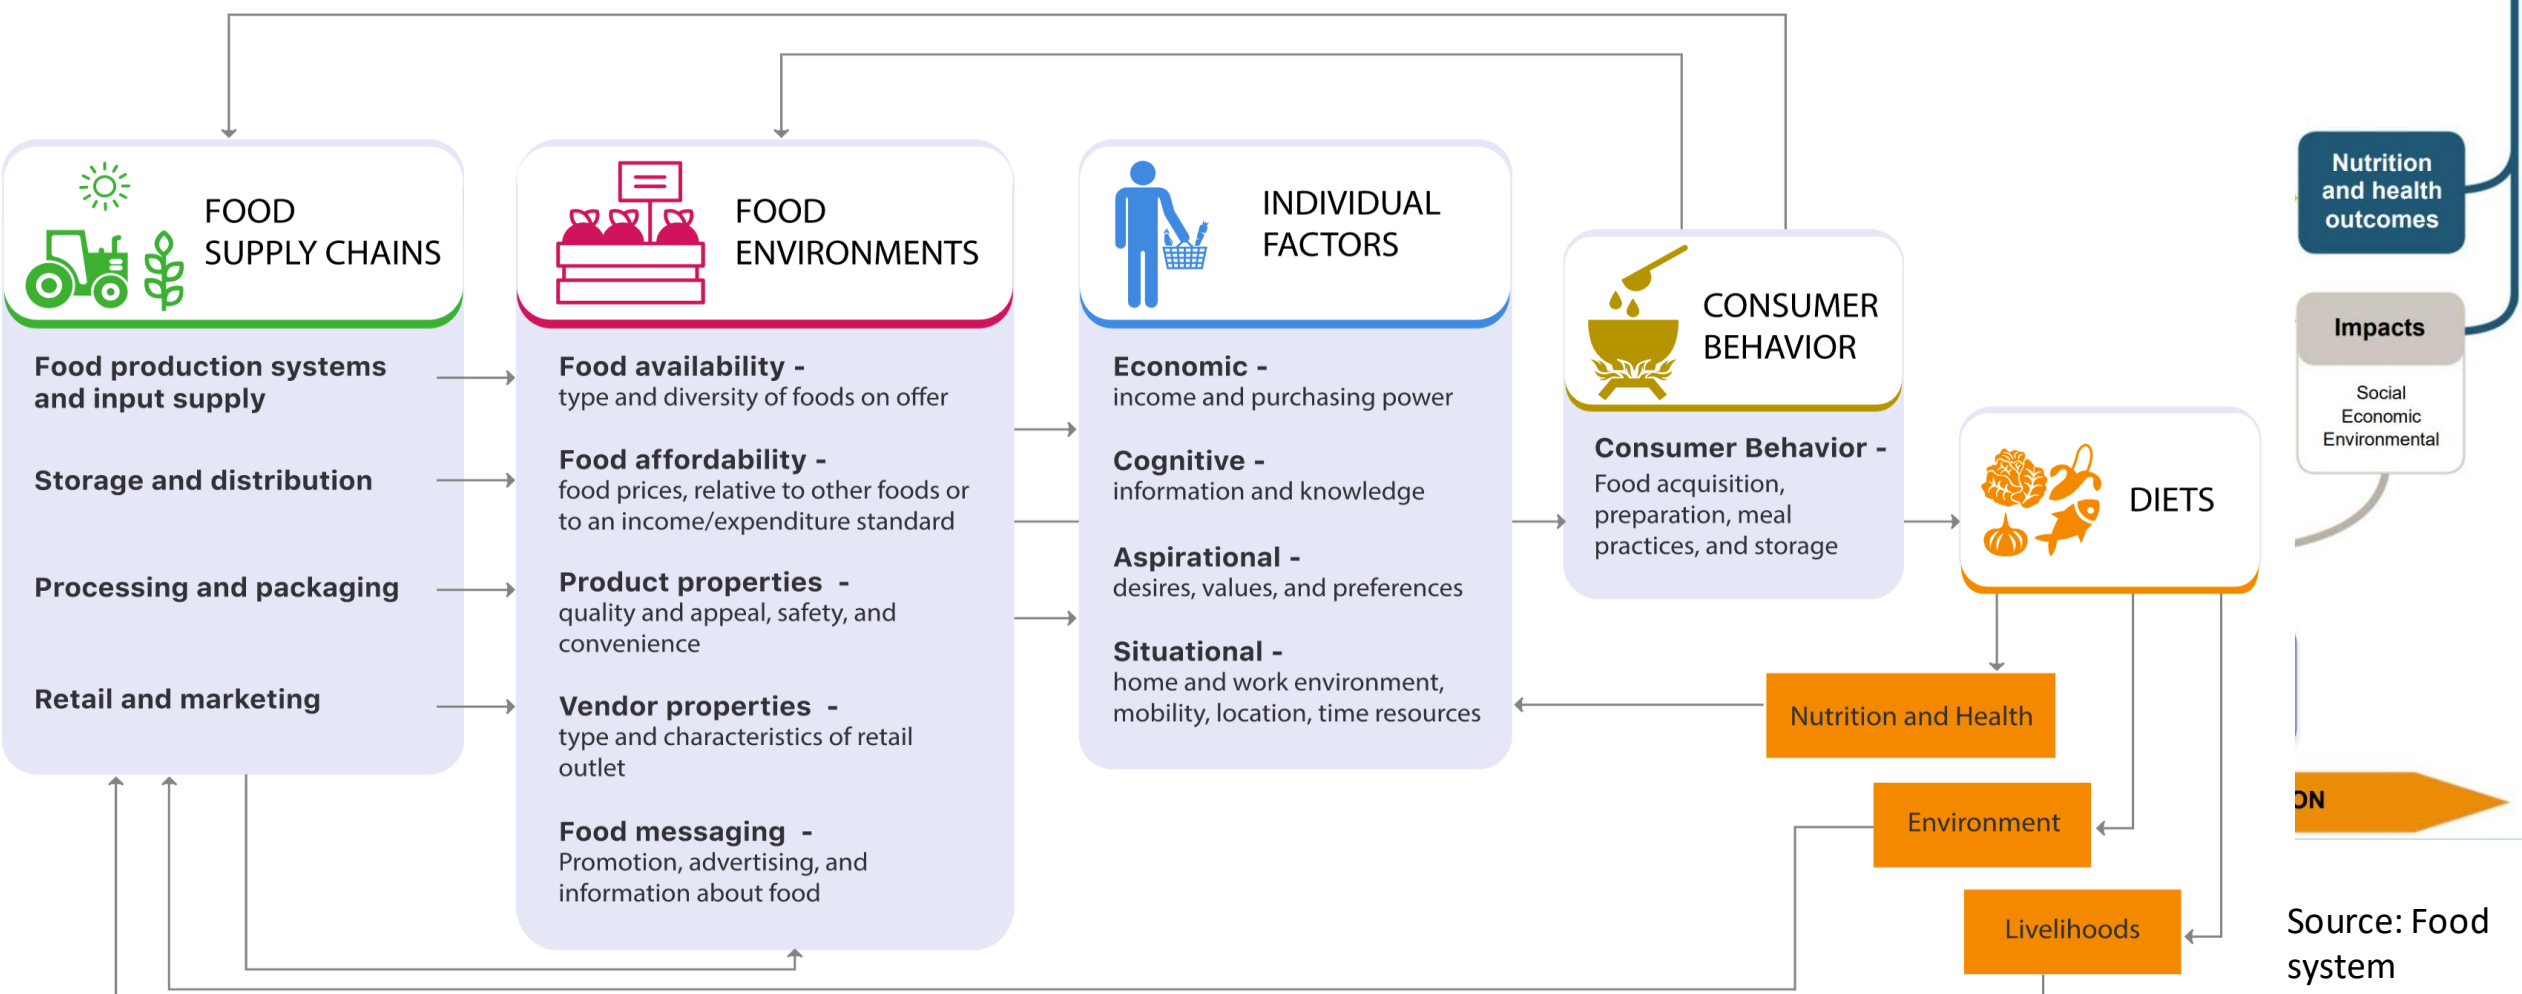 FOOD
SUPPLY CHAINS
Food production systems
and input supply
Storage and distribution
Processing and packaging
Retail and marketing
FOOD
ENVIRONMENTS
Food availability -
type and diversity of foods on offer
Food affordability -
food prices, relative to other foods or
to an income/expenditure standard
Product properties -
quality and appeal, safety, and
convenience
Vendor properties -
type and characteristics of retail
outlet
Food messaging -
Promotion, advertising, and
information about food
INDIVIDUAL
FACTORS
Economic -
income and purchasing power
Cognitive -
information and knowledge
Aspirational -
desires, values, and preferences
Situational -
home and work environment,
mobility, location, time resources
CONSUMER
BEHAVIOR
Consumer Behavior -
Food acquisition,
preparation, meal
practices, and storage
DIETS
Nutrition and Health
Environment
Livelihoods
Nutrition
and health
outcomes
Impacts
Social
Economic
Environmental
ON
Source: Food
system